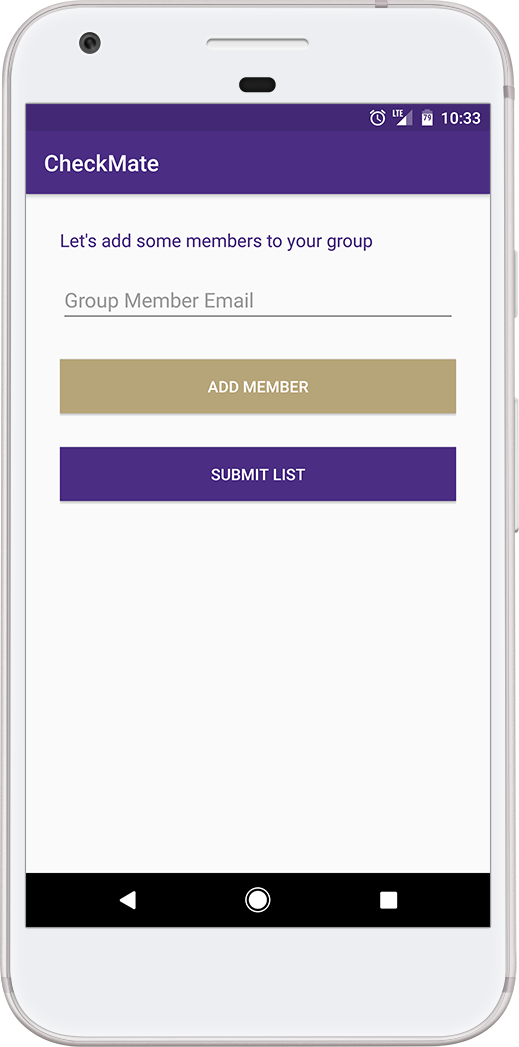 LTE 79 10:33
CheckMate
Let's add some members to your group
Group Member Email
ADD MEMBER
SUBMIT LIST